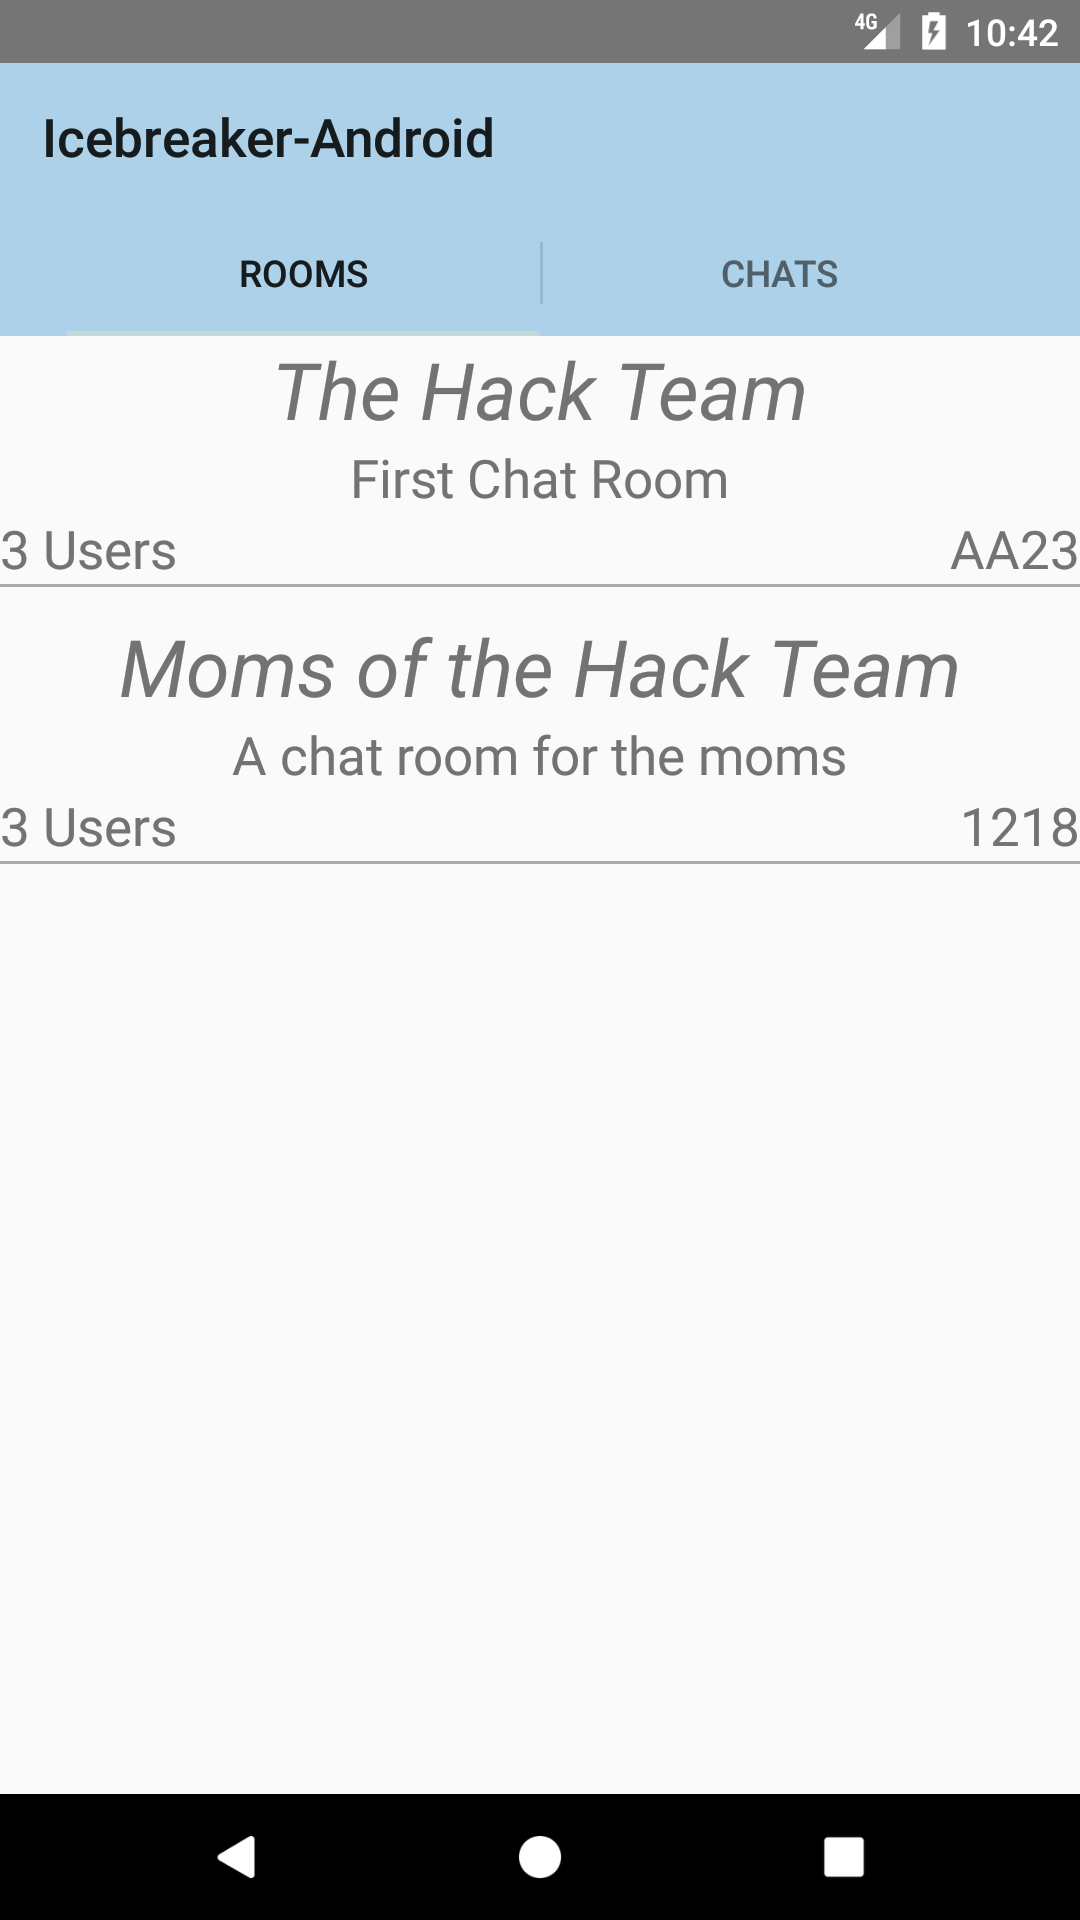 4G 10:42
Icebreaker-Android
ROOMS CHATS
The Hack Team
First Chat Room
3 Users AA23
Moms of the Hack Team
A chat room for the moms
3 Users 1218